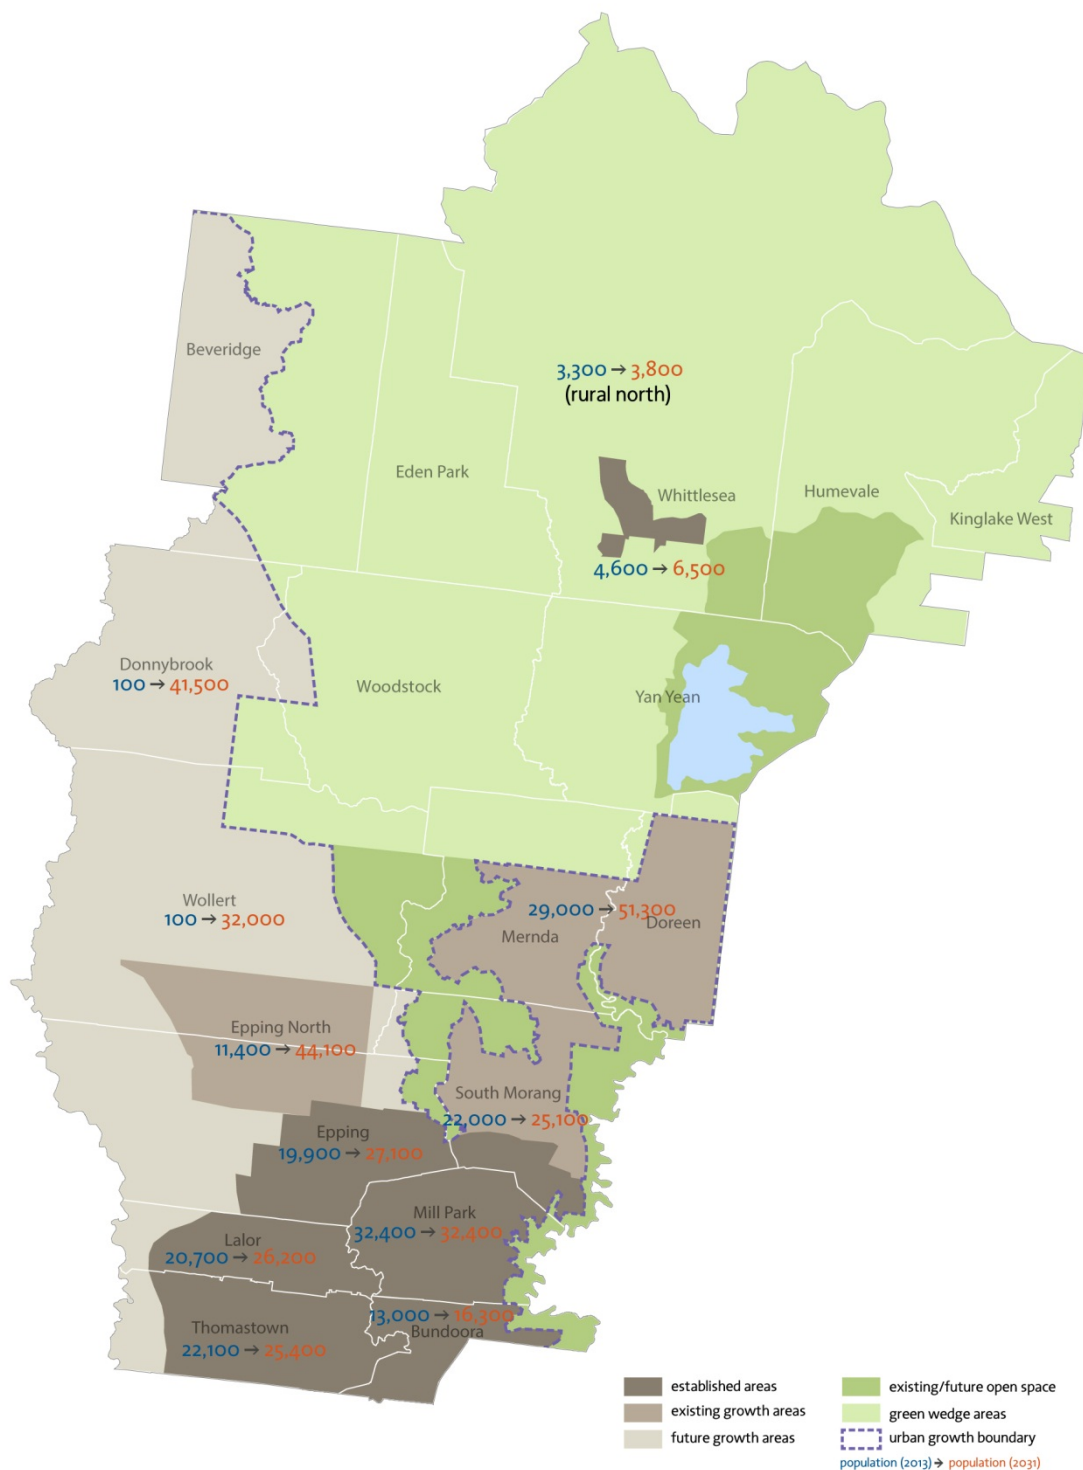 Beveridge
3,300 → 3,800
(rural north)
Eden Park
Whittlesea
Humevale
Kinglake West
4,600 → 6,500
Donnybrook
100 → 41,500
Woodstock
Yan Yean
Wollert
100 → 32,000
29,000 → 51,300
Mernda
Doreen
Epping North
11,400 → 44,100
South Morang
22,000 → 25,100
Epping
19,900 → 27,100
Mill Park
32,400 → 32,400
Lalor
20,700 → 26,200
13,000 → 16,300
Bundoora
Thomastown
22,100 → 25,400
established areas
existing growth areas
future growth areas
existing/future open space
green wedge areas
urban growth boundary
population (2013) → population (2031)